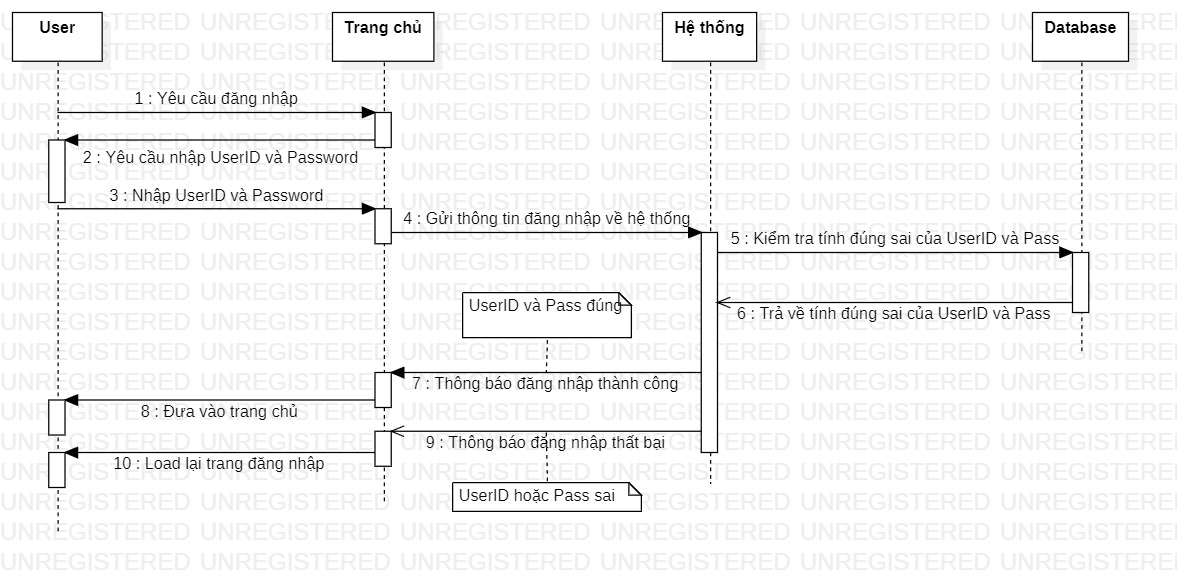 User
Trang chủ
Hệ thống
Database
1 : Yêu cầu đăng nhập
2 : Yêu cầu nhập UserID và Password
3 : Nhập UserID và Password
4 : Gửi thông tin đăng nhập về hệ thống
5 : Kiểm tra tính đúng sai của UserID và Pass
6 : Trả về tính đúng sai của UserID và Pass
UserID và Pass đúng
7 : Thông báo đăng nhập thành công
8 : Đưa vào trang chủ
9 : Thông báo đăng nhập thất bại
10 : Load lại trang đăng nhập
UserID hoặc Pass sai
UNREGISTERED